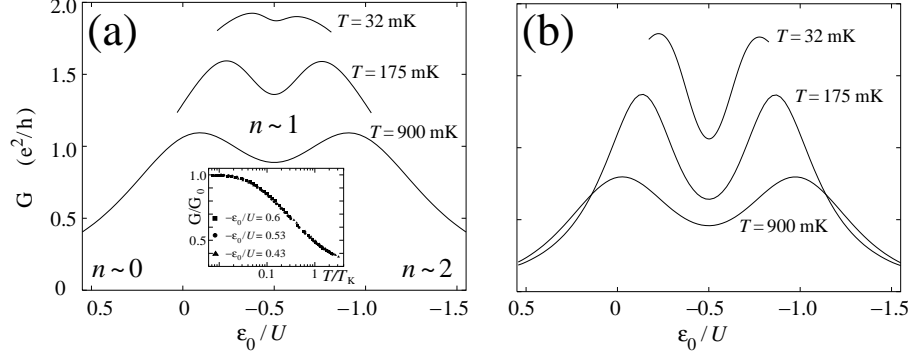 (a)
(b)
2.0
1.5
1.0
0.5
0
G (e²/h)
T = 32 mK
T = 175 mK
n ~ 1
T = 900 mK
n ~ 0
n ~ 2
1.0
0.5
G/G₀
■ −ε₀/U = 0.6
● −ε₀/U = 0.53
▲ −ε₀/U = 0.43
0.1
1
T/T_K
0.5
0
−0.5
−1.0
−1.5
ε₀/U
T = 32 mK
T = 175 mK
T = 900 mK
0.5
0
−0.5
−1.0
−1.5
ε₀/U